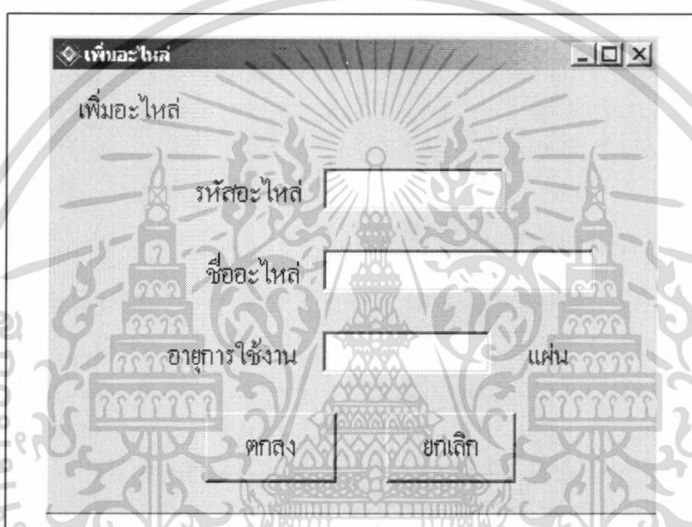 เพิ่มอะไหล่
เพิ่มอะไหล่
รหัสอะไหล่
ชื่ออะไหล่
อายุการใช้งาน แผ่น
ตกลง ยกเลิก